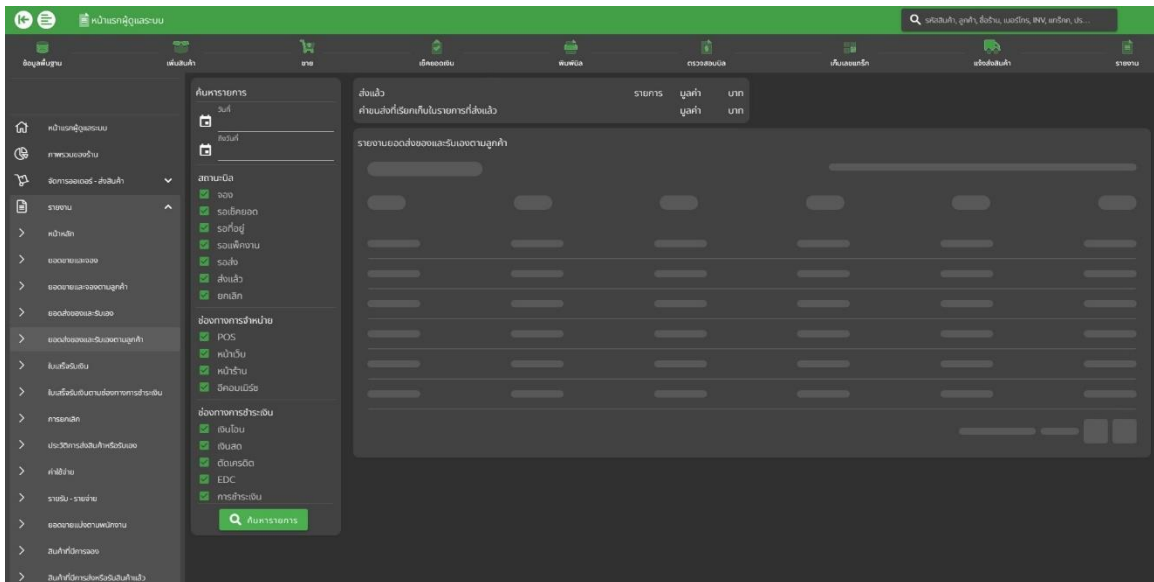 หน้าแรกผู้ดูแลระบบ
รหัสสินค้า, ลูกค้า, ชื่อร้าน, เบอร์โทร, INV, แทร็กก, ปร...
ข้อมูลพื้นฐาน
เพิ่มสินค้า
ขาย
เช็คยอดเงิน
พิมพ์บิล
ตรวจสอบบิล
เก็บเลขแทร็ก
แจ้งส่งสินค้า
รายงาน
หน้าแรกผู้ดูแลระบบ
ภาพรวมของร้าน
จัดการออเดอร์ - ส่งสินค้า
รายงาน
หน้าหลัก
ยอดขายและจอง
ยอดขายและจองตามลูกค้า
ยอดส่งของและรับเอง
ยอดส่งของและรับเองตามลูกค้า
ใบเสร็จรับเงิน
ใบเสร็จรับเงินตามช่องทางการชำระเงิน
การยกเลิก
ประวัติการส่งสินค้าหรือรับเอง
ค่าใช้จ่าย
รายรับ - รายจ่าย
ยอดขายแบ่งตามพนักงาน
สินค้าที่มีการจอง
สินค้าที่มีการส่งหรือรับสินค้าแล้ว
ค้นหารายการ
วันที่
ถึงวันที่
สถานะบิล
จอง
รอเช็คยอด
รอที่อยู่
รอแพ็คงาน
รอส่ง
ส่งแล้ว
ยกเลิก
ช่องทางการจำหน่าย
POS
หน้าเว็บ
หน้าร้าน
อีคอมเมิร์ซ
ช่องทางการชำระเงิน
เงินโอน
เงินสด
ตัดเครดิต
EDC
การชำระเงิน
ค้นหารายการ
ส่งแล้ว รายการ มูลค่า บาท
ค่าขนส่งที่เรียกเก็บในรายการที่ส่งแล้ว มูลค่า บาท
รายงานยอดส่งของและรับเองตามลูกค้า